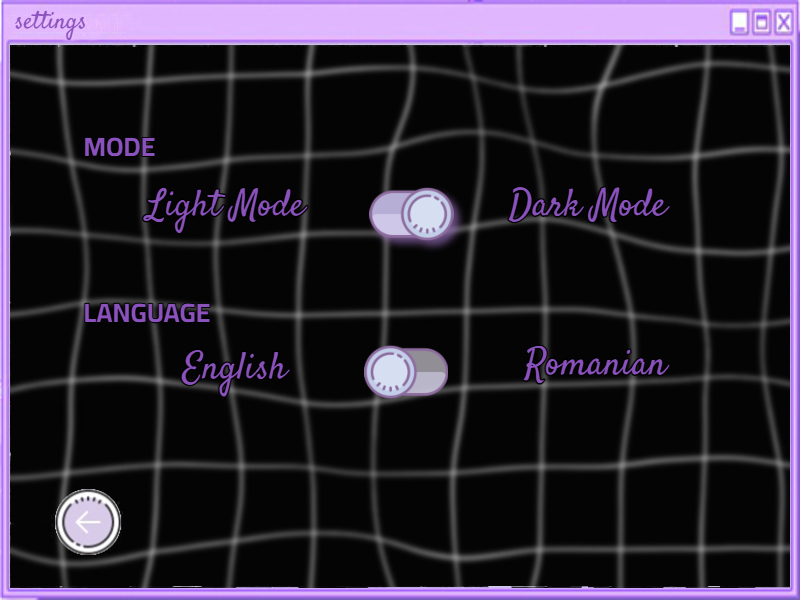 settings
MODE
Light Mode Dark Mode
LANGUAGE
English Romanian